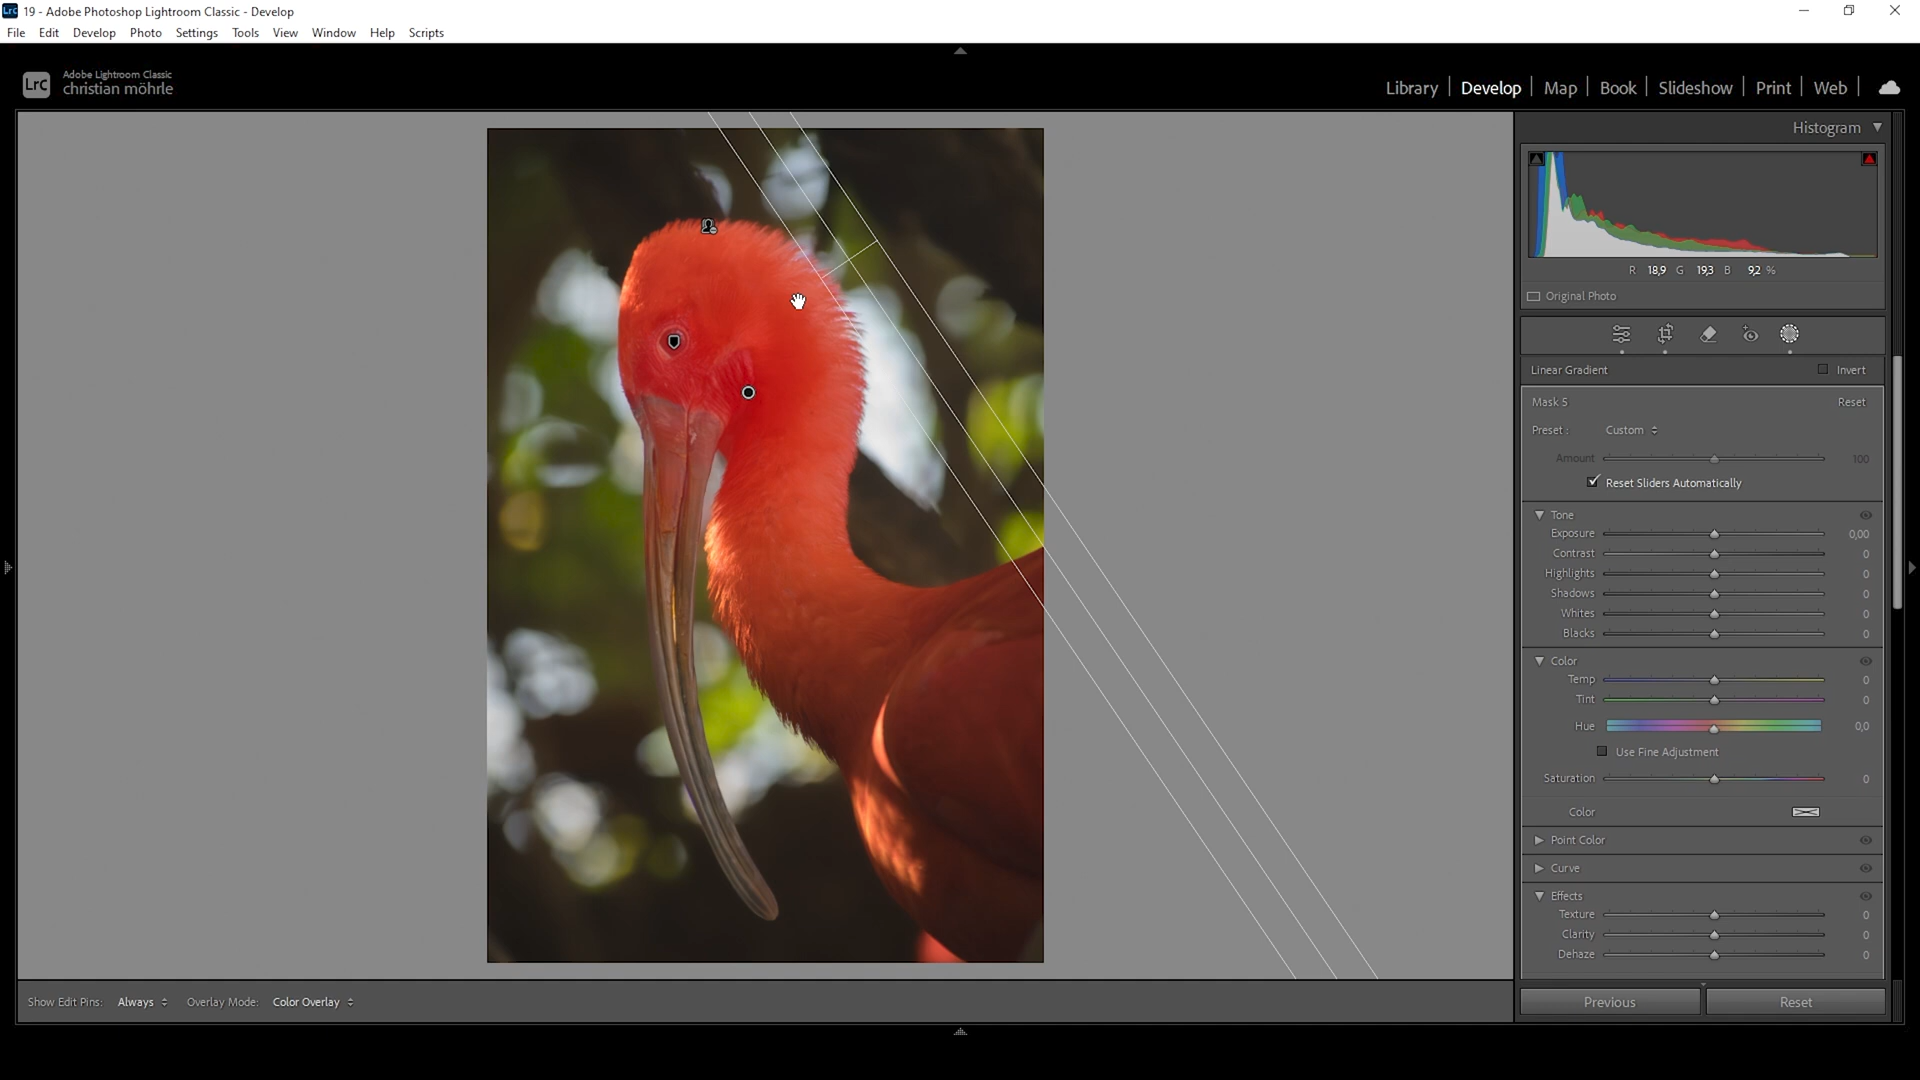 19 - Adobe Photoshop Lightroom Classic - Develop
File Edit Develop Photo Settings Tools View Window Help Scripts
LrC
Adobe Lightroom Classic
christian möhrle
Library Develop Map Book Slideshow Print Web
Histogram
R 18,9 G 19,3 B 9,2 %
Original Photo
Linear Gradient Invert
Mask 5 Reset
Preset : Custom
Amount 100
Reset Sliders Automatically
Tone
Exposure 0,00
Contrast 0
Highlights 0
Shadows 0
Whites 0
Blacks 0
Color
Temp 0
Tint 0
Hue 0,0
Use Fine Adjustment
Saturation 0
Color
Point Color
Curve
Effects
Texture 0
Clarity 0
Dehaze 0
Show Edit Pins: Always Overlay Mode: Color Overlay
Previous Reset